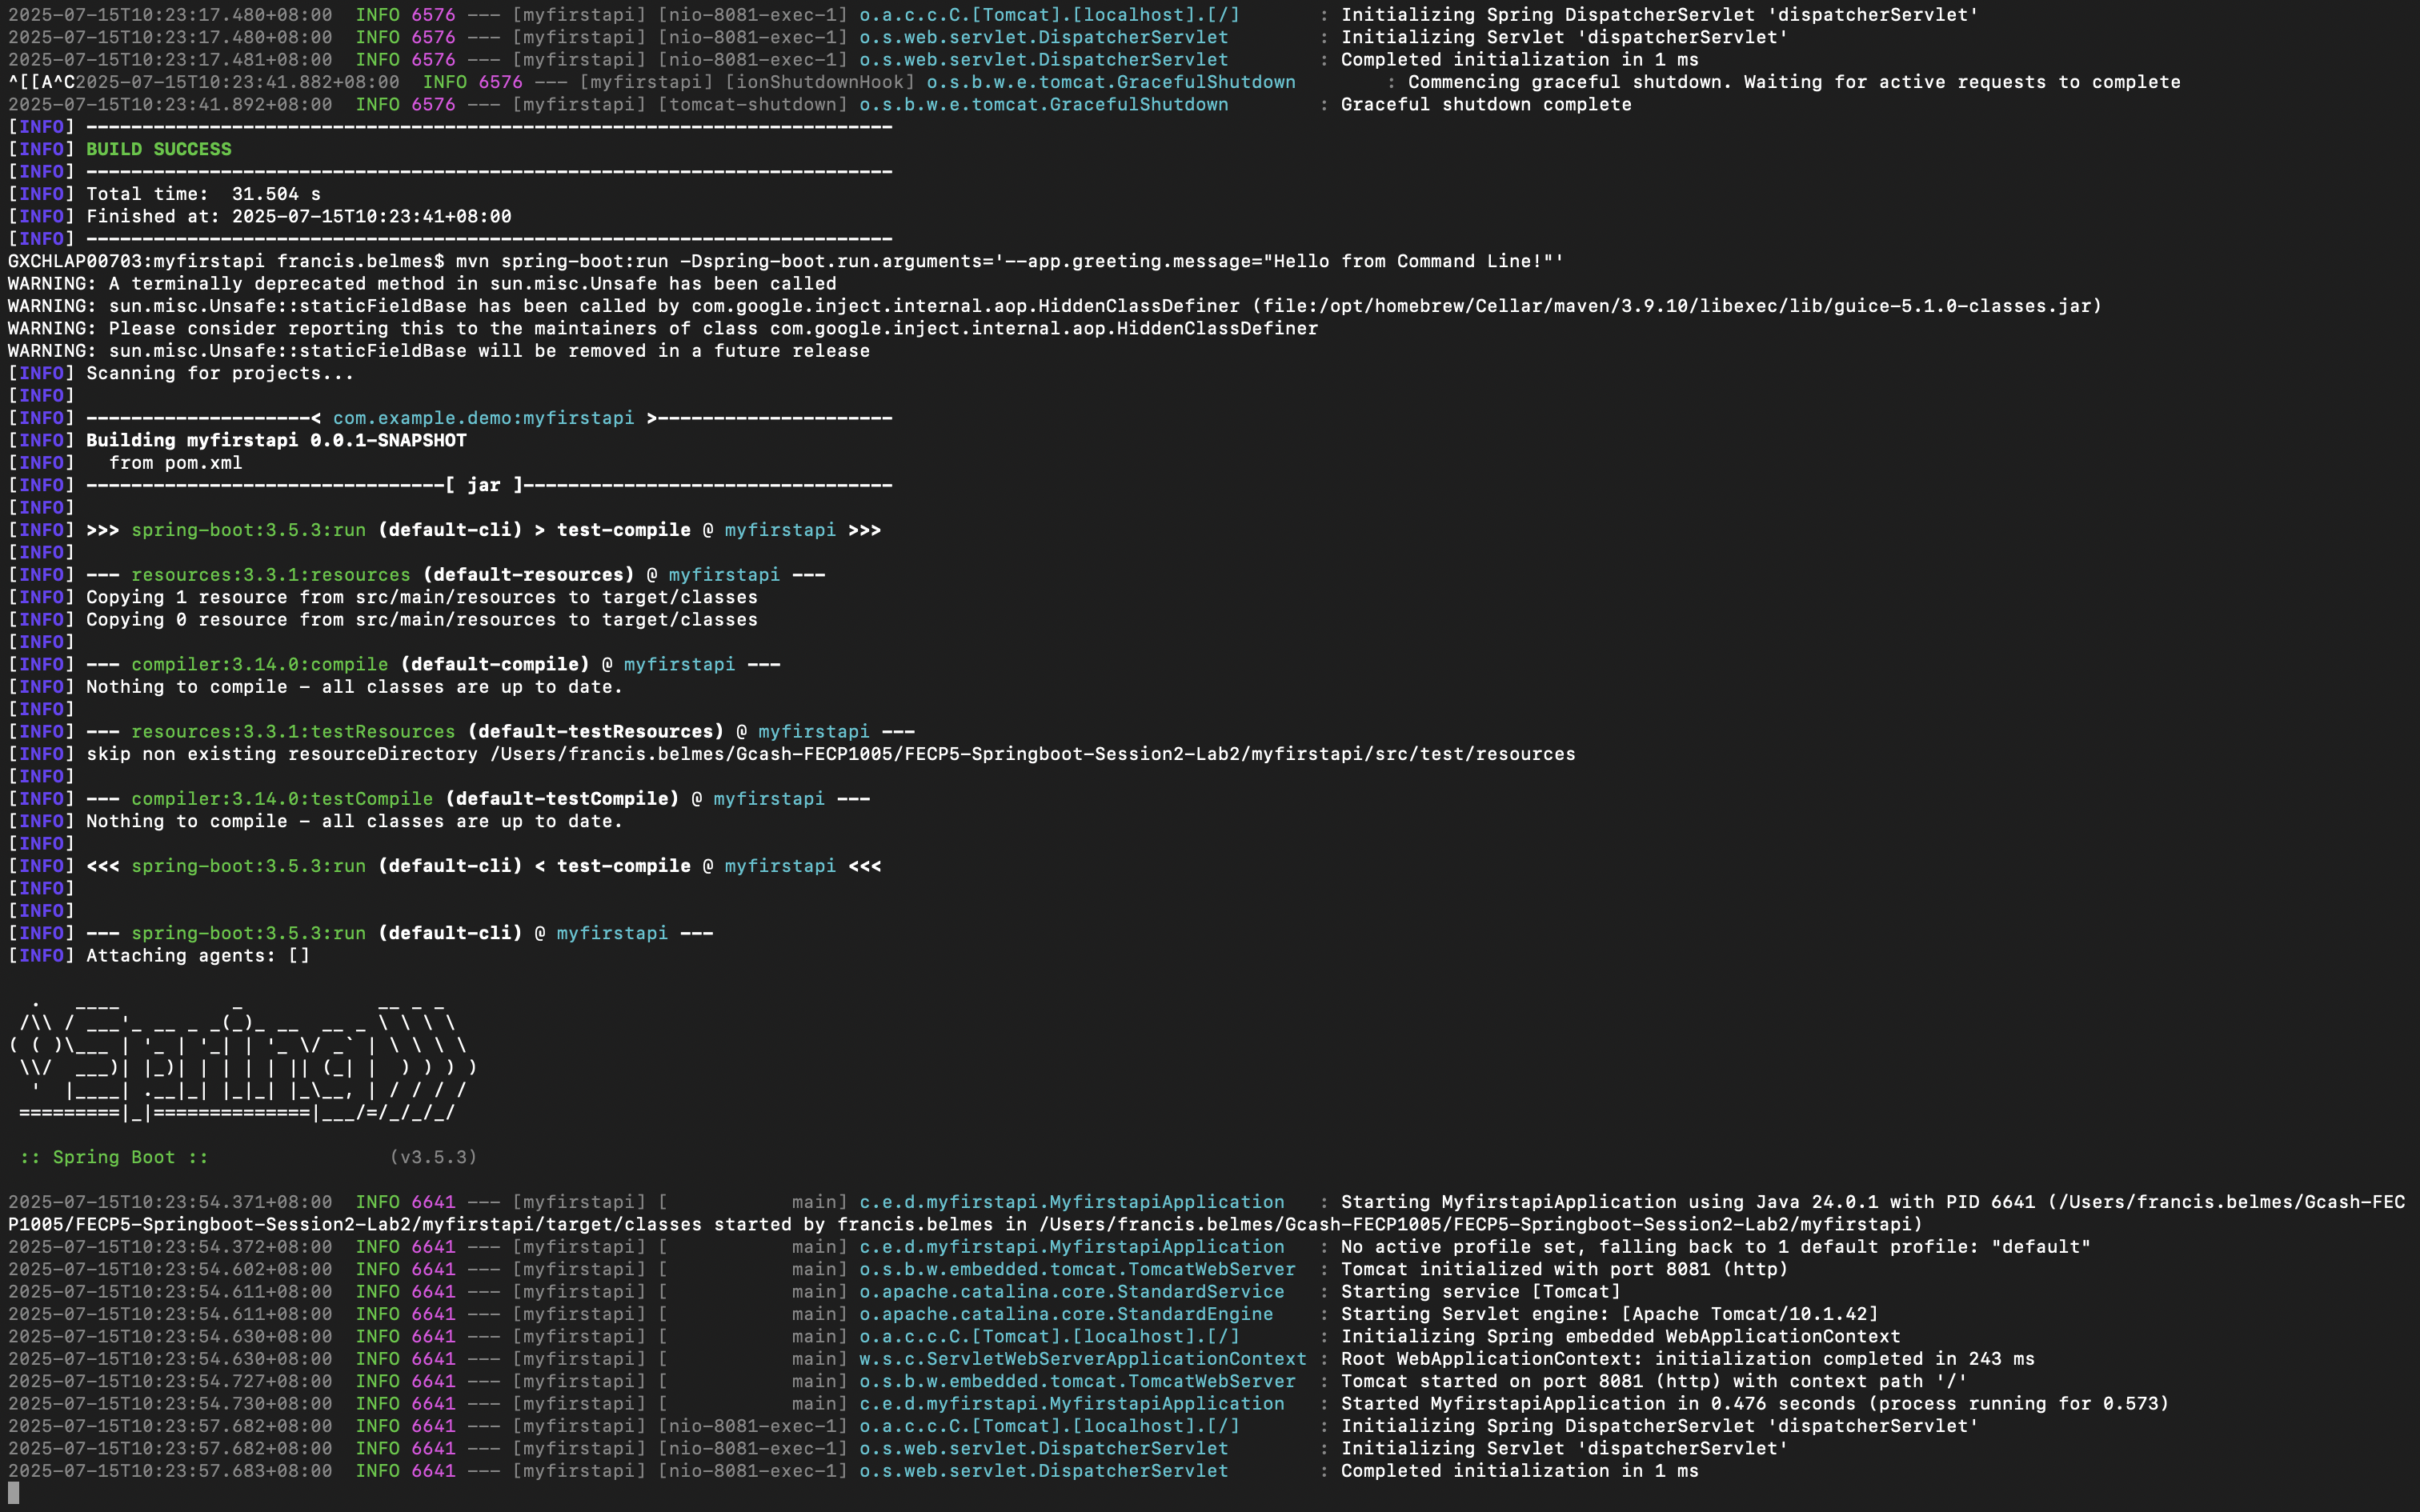 2025-07-15T10:23:17.480+08:00  INFO 6576 --- [myfirstapi] [nio-8081-exec-1] o.a.c.c.C.[Tomcat].[localhost].[/]       : Initializing Spring DispatcherServlet 'dispatcherServlet'
2025-07-15T10:23:17.480+08:00  INFO 6576 --- [myfirstapi] [nio-8081-exec-1] o.s.web.servlet.DispatcherServlet        : Initializing Servlet 'dispatcherServlet'
2025-07-15T10:23:17.481+08:00  INFO 6576 --- [myfirstapi] [nio-8081-exec-1] o.s.web.servlet.DispatcherServlet        : Completed initialization in 1 ms
^[[A^C2025-07-15T10:23:41.882+08:00  INFO 6576 --- [myfirstapi] [ionShutdownHook] o.s.b.w.e.tomcat.GracefulShutdown        : Commencing graceful shutdown. Waiting for active requests to complete
2025-07-15T10:23:41.892+08:00  INFO 6576 --- [myfirstapi] [tomcat-shutdown] o.s.b.w.e.tomcat.GracefulShutdown        : Graceful shutdown complete
[INFO] ------------------------------------------------------------------------
[INFO] BUILD SUCCESS
[INFO] ------------------------------------------------------------------------
[INFO] Total time:  31.504 s
[INFO] Finished at: 2025-07-15T10:23:41+08:00
[INFO] ------------------------------------------------------------------------
GXCHLAP00703:myfirstapi francis.belmes$ mvn spring-boot:run -Dspring-boot.run.arguments='--app.greeting.message="Hello from Command Line!"'
WARNING: A terminally deprecated method in sun.misc.Unsafe has been called
WARNING: sun.misc.Unsafe::staticFieldBase has been called by com.google.inject.internal.aop.HiddenClassDefiner (file:/opt/homebrew/Cellar/maven/3.9.10/libexec/lib/guice-5.1.0-classes.jar)
WARNING: Please consider reporting this to the maintainers of class com.google.inject.internal.aop.HiddenClassDefiner
WARNING: sun.misc.Unsafe::staticFieldBase will be removed in a future release
[INFO] Scanning for projects...
[INFO]
[INFO] --------------------< com.example.demo:myfirstapi >---------------------
[INFO] Building myfirstapi 0.0.1-SNAPSHOT
[INFO]   from pom.xml
[INFO] --------------------------------[ jar ]---------------------------------
[INFO]
[INFO] >>> spring-boot:3.5.3:run (default-cli) > test-compile @ myfirstapi >>>
[INFO]
[INFO] --- resources:3.3.1:resources (default-resources) @ myfirstapi ---
[INFO] Copying 1 resource from src/main/resources to target/classes
[INFO] Copying 0 resource from src/main/resources to target/classes
[INFO]
[INFO] --- compiler:3.14.0:compile (default-compile) @ myfirstapi ---
[INFO] Nothing to compile - all classes are up to date.
[INFO]
[INFO] --- resources:3.3.1:testResources (default-testResources) @ myfirstapi ---
[INFO] skip non existing resourceDirectory /Users/francis.belmes/Gcash-FECP1005/FECP5-Springboot-Session2-Lab2/myfirstapi/src/test/resources
[INFO]
[INFO] --- compiler:3.14.0:testCompile (default-testCompile) @ myfirstapi ---
[INFO] Nothing to compile - all classes are up to date.
[INFO]
[INFO] <<< spring-boot:3.5.3:run (default-cli) < test-compile @ myfirstapi <<<
[INFO]
[INFO]
[INFO] --- spring-boot:3.5.3:run (default-cli) @ myfirstapi ---
[INFO] Attaching agents: []
  .   ____          _            __ _ _
 /\\ / ___'_ __ _ _(_)_ __  __ _ \ \ \ \
( ( )\___ | '_ | '_| | '_ \/ _` | \ \ \ \
 \\/  ___)| |_)| | | | | || (_| |  ) ) ) )
  '  |____| .__|_| |_|_| |_\__, | / / / /
 =========|_|==============|___/=/_/_/_/
 :: Spring Boot ::                (v3.5.3)
2025-07-15T10:23:54.371+08:00  INFO 6641 --- [myfirstapi] [           main] c.e.d.myfirstapi.MyfirstapiApplication   : Starting MyfirstapiApplication using Java 24.0.1 with PID 6641 (/Users/francis.belmes/Gcash-FEC
P1005/FECP5-Springboot-Session2-Lab2/myfirstapi/target/classes started by francis.belmes in /Users/francis.belmes/Gcash-FECP1005/FECP5-Springboot-Session2-Lab2/myfirstapi)
2025-07-15T10:23:54.372+08:00  INFO 6641 --- [myfirstapi] [           main] c.e.d.myfirstapi.MyfirstapiApplication   : No active profile set, falling back to 1 default profile: "default"
2025-07-15T10:23:54.602+08:00  INFO 6641 --- [myfirstapi] [           main] o.s.b.w.embedded.tomcat.TomcatWebServer  : Tomcat initialized with port 8081 (http)
2025-07-15T10:23:54.611+08:00  INFO 6641 --- [myfirstapi] [           main] o.apache.catalina.core.StandardService   : Starting service [Tomcat]
2025-07-15T10:23:54.611+08:00  INFO 6641 --- [myfirstapi] [           main] o.apache.catalina.core.StandardEngine    : Starting Servlet engine: [Apache Tomcat/10.1.42]
2025-07-15T10:23:54.630+08:00  INFO 6641 --- [myfirstapi] [           main] o.a.c.c.C.[Tomcat].[localhost].[/]       : Initializing Spring embedded WebApplicationContext
2025-07-15T10:23:54.630+08:00  INFO 6641 --- [myfirstapi] [           main] w.s.c.ServletWebServerApplicationContext : Root WebApplicationContext: initialization completed in 243 ms
2025-07-15T10:23:54.727+08:00  INFO 6641 --- [myfirstapi] [           main] o.s.b.w.embedded.tomcat.TomcatWebServer  : Tomcat started on port 8081 (http) with context path '/'
2025-07-15T10:23:54.730+08:00  INFO 6641 --- [myfirstapi] [           main] c.e.d.myfirstapi.MyfirstapiApplication   : Started MyfirstapiApplication in 0.476 seconds (process running for 0.573)
2025-07-15T10:23:57.682+08:00  INFO 6641 --- [myfirstapi] [nio-8081-exec-1] o.a.c.c.C.[Tomcat].[localhost].[/]       : Initializing Spring DispatcherServlet 'dispatcherServlet'
2025-07-15T10:23:57.682+08:00  INFO 6641 --- [myfirstapi] [nio-8081-exec-1] o.s.web.servlet.DispatcherServlet        : Initializing Servlet 'dispatcherServlet'
2025-07-15T10:23:57.683+08:00  INFO 6641 --- [myfirstapi] [nio-8081-exec-1] o.s.web.servlet.DispatcherServlet        : Completed initialization in 1 ms